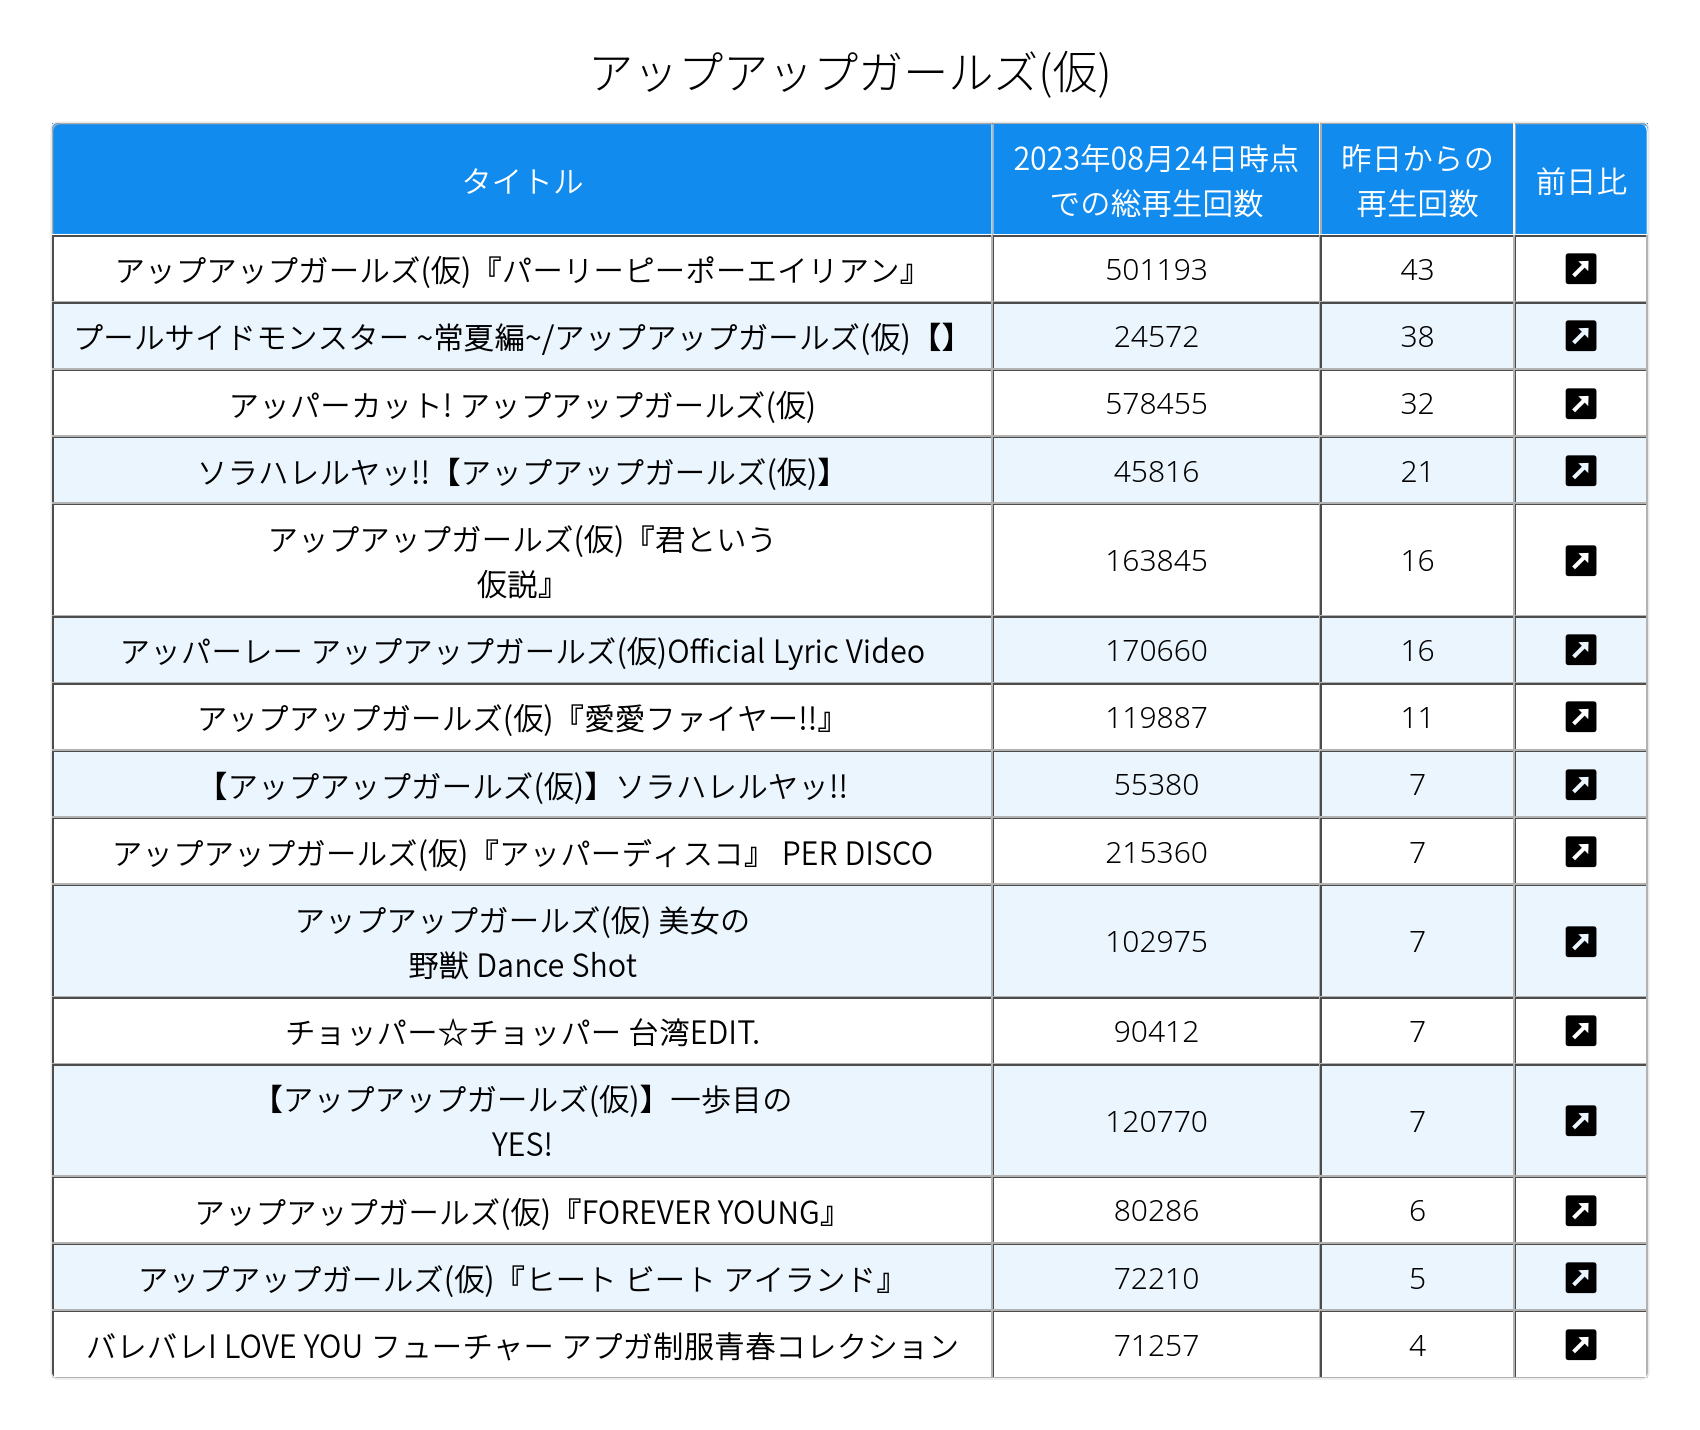 アップアップガールズ(仮)
タイトル 2023年08月24日時点での総再生回数 昨日からの再生回数 前日比
アップアップガールズ(仮)『パーリーピーポーエイリアン』 501193 43
プールサイドモンスター ~常夏編~/アップアップガールズ(仮)【】 24572 38
アッパーカット! アップアップガールズ(仮) 578455 32
ソラハレルヤッ!!【アップアップガールズ(仮)】 45816 21
アップアップガールズ(仮)『君という
仮説』 163845 16
アッパーレー アップアップガールズ(仮)Official Lyric Video 170660 16
アップアップガールズ(仮)『愛愛ファイヤー!!』 119887 11
【アップアップガールズ(仮)】ソラハレルヤッ!! 55380 7
アップアップガールズ(仮)『アッパーディスコ』 PER DISCO 215360 7
アップアップガールズ(仮) 美女の
野獣 Dance Shot 102975 7
チョッパー☆チョッパー 台湾EDIT. 90412 7
【アップアップガールズ(仮)】一歩目の
YES! 120770 7
アップアップガールズ(仮)『FOREVER YOUNG』 80286 6
アップアップガールズ(仮)『ヒート ビート アイランド』 72210 5
バレバレI LOVE YOU フューチャー アプガ制服青春コレクション 71257 4